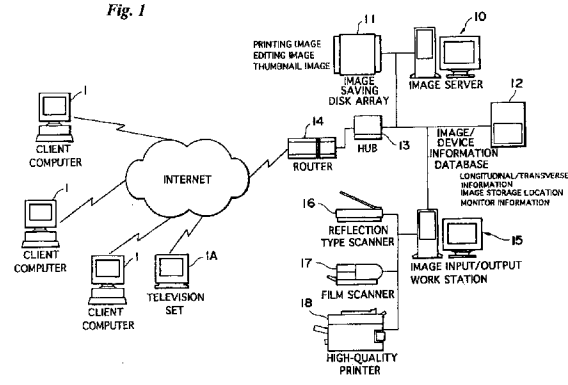 Fig. 1
11
10
PRINTING IMAGE
EDITING IMAGE
THUMBNAIL IMAGE
IMAGE
SAVING
DISK ARRAY
IMAGE SERVER
1
CLIENT
COMPUTER
INTERNET
14
ROUTER
HUB
13
12
IMAGE/
DEVICE
INFORMATION
DATABASE
LONGITUDINAL/TRANSVERSE
INFORMATION
IMAGE STORAGE LOCATION
MONITOR INFORMATION
1
CLIENT
COMPUTER
1
CLIENT
COMPUTER
1A
TELEVISION
SET
16
REFLECTION
TYPE SCANNER
15
IMAGE INPUT/OUTPUT
WORK STATION
17
FILM SCANNER
18
HIGH-QUALITY
PRINTER